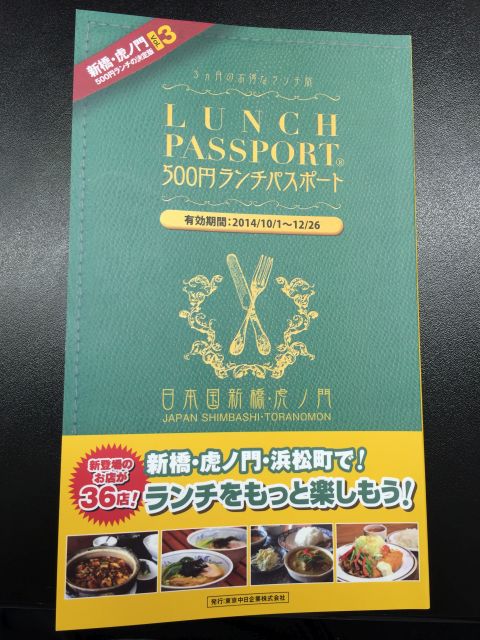 新橋・虎ノ門 Vol.3
500円ランチの決定版
3ヵ月のお得なランチ旅
LUNCH
PASSPORT®
500円ランチパスポート
有効期間:2014/10/1〜12/26
日本国新橋・虎ノ門
JAPAN SHIMBASHI・TORANOMON
新登場の
お店が
36店!
新橋・虎ノ門・浜松町で!
ランチをもっと楽しもう!
発行:東京中日企業株式会社